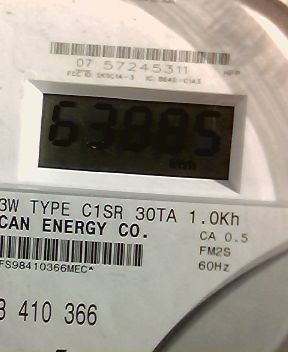 07 57245311
63005
kWh
3W TYPE C1SR 30TA 1.0Kh
CAN ENERGY CO.
CA 0.5
FM2S
60Hz
FS98410366MEC*
3 410 366